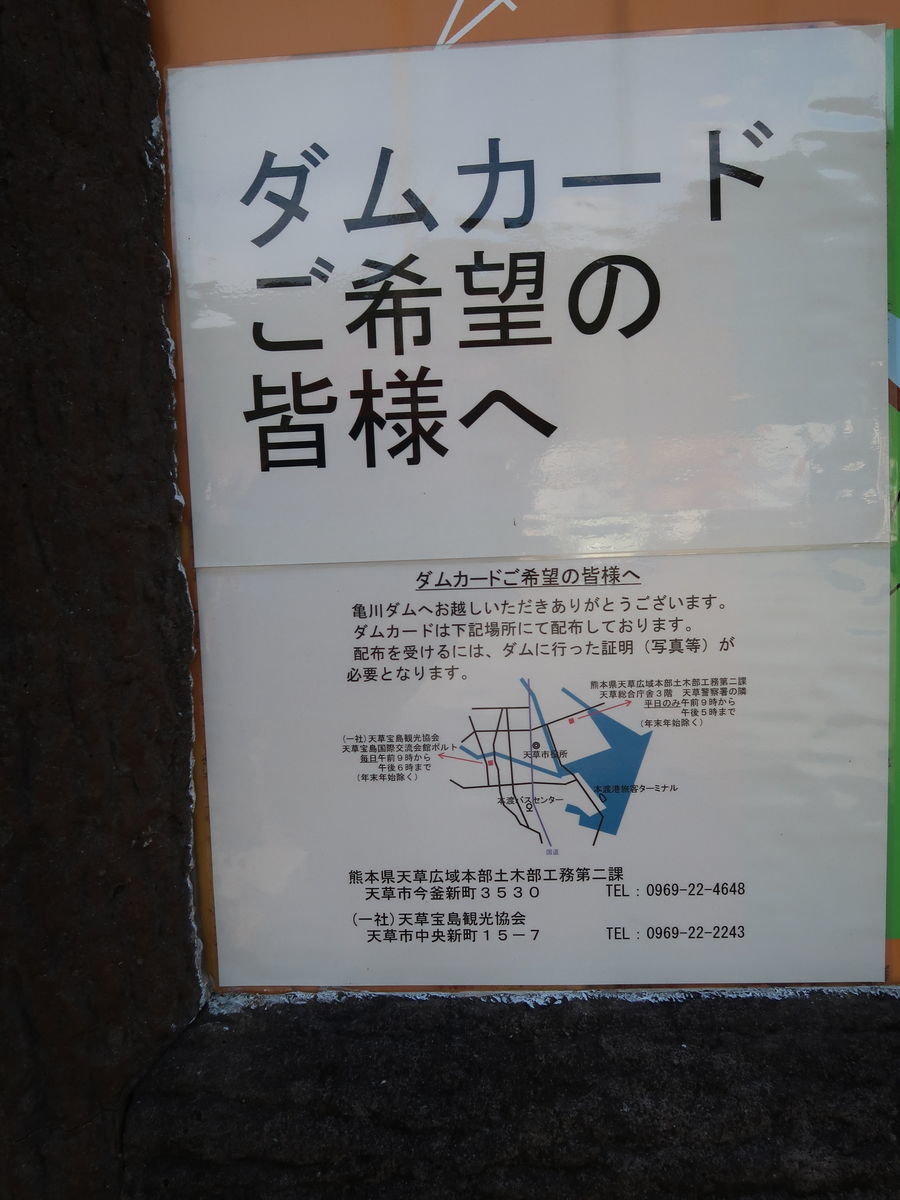 ダムカード
ご希望の
皆様へ
ダムカードご希望の皆様へ
亀川ダムへお越しいただきありがとうございます。
ダムカードは下記場所にて配布しております。
配布を受けるには、ダムに行った証明（写真等）が
必要となります。
熊本県天草広域本部土木部工務第二課
天草総合庁舎３階　天草警察署の隣
平日のみ午前９時から
午後５時まで
（年末年始除く）
（一社）天草宝島観光協会
天草宝島国際交流会館ポルト
毎日午前９時から
午後６時まで
（年末年始除く）
天草市役所
本渡港旅客ターミナル
本渡バスセンター
国道
熊本県天草広域本部土木部工務第二課
天草市今釜新町３５３０　TEL：0969-22-4648
（一社）天草宝島観光協会
天草市中央新町１５－７　TEL：0969-22-2243